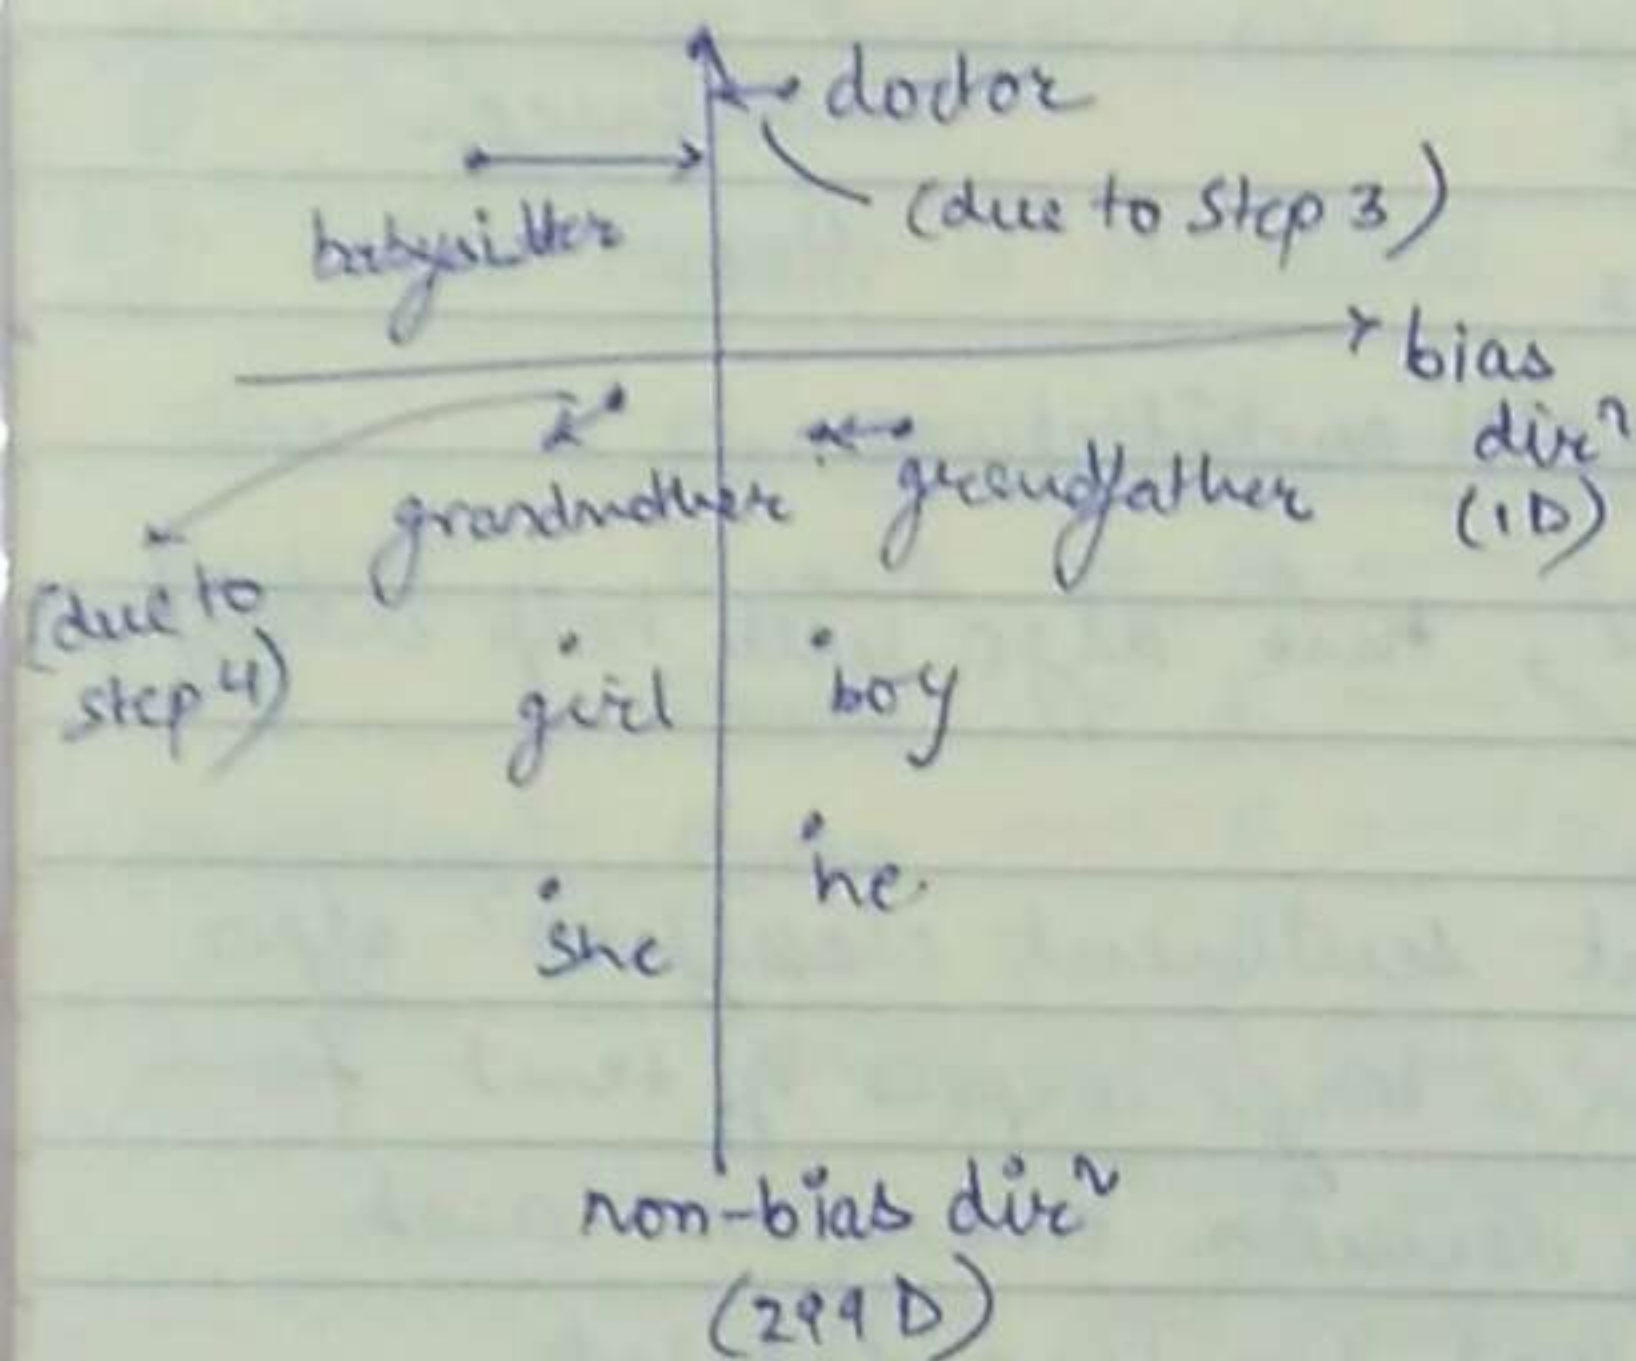 doctor
(due to Step 3)
babysitter
bias
dirⁿ
(1D)
grandmother
grandfather
(due to
step 4)
girl
boy
he
she
non-bias dirⁿ
(299D)